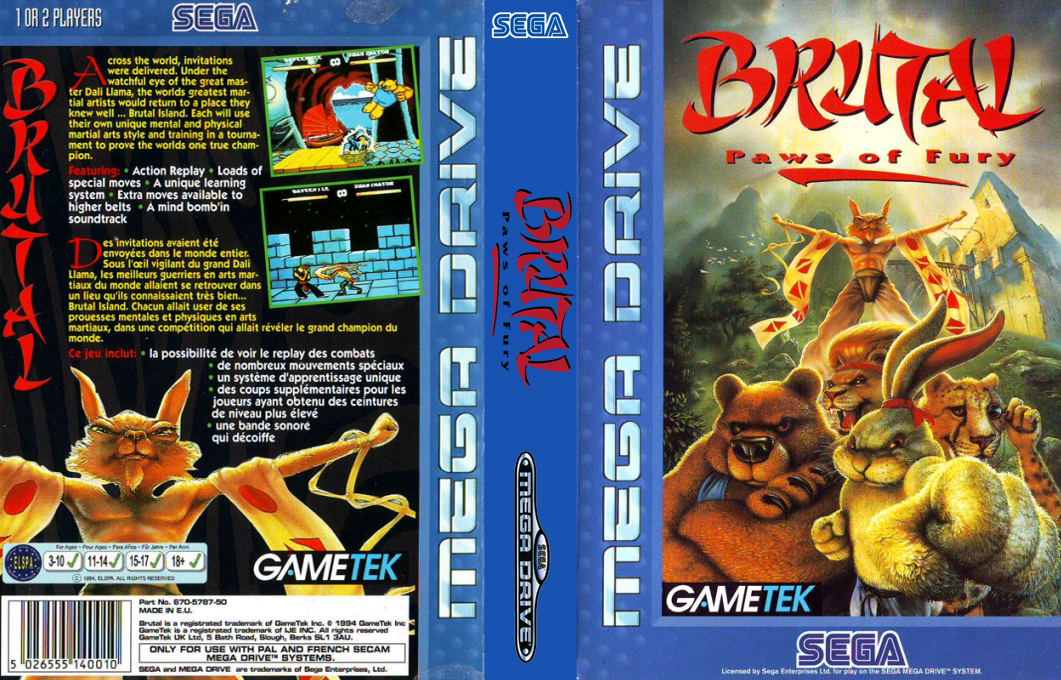 1 OR 2 PLAYERS
SEGA
BRUTAL
Across the world, invitations
were delivered. Under the
watchful eye of the great mas-
ter Dali Llama, the worlds greatest mar-
tial artists would return to a place they
knew well ... Brutal Island. Each will use
their own unique mental and physical
martial arts style and training in a tourna-
ment to prove the worlds one true cham-
pion.
Featuring: • Action Replay • Loads of
special moves • A unique learning
system • Extra moves available to
higher belts • A mind bomb'in
soundtrack
Des invitations avaient été
envoyées dans le monde entier.
Sous l'œil vigilant du grand Dali
Llama, les meilleurs guerriers en arts mar-
tiaux du monde allaient se retrouver dans
un lieu qu'ils connaissaient très bien...
Brutal Island. Chacun allait user de ses
prouesses mentales et physiques en arts
martiaux, dans une compétition qui allait révéler le grand champion du
monde.
Ce jeu inclut: • la possibilité de voir le replay des combats
• de nombreux mouvements spéciaux
• un système d'apprentissage unique
• des coups supplémentaires pour les
joueurs ayant obtenu des ceintures
de niveau plus élevé
• une bande sonore
qui décoiffe
ELSPA
For Ages - Pour Ages - Para Años - Für Jahre - Per Anni
3-10 ✓ 11-14 ✓ 15-17 ✓ 18+ ✓
© 1994, ELSPA. ALL RIGHTS RESERVED
GAMETEK
5 026555 140010
Part No. 670-5787-50
MADE IN E.U.
Brutal is a registered trademark of GameTek Inc. © 1994 GameTek Inc
GameTek is a registered trademark of IJE INC. All rights reserved
GameTek UK Ltd, 5 Bath Road, Slough, Berks SL1 3AU.
ONLY FOR USE WITH PAL AND FRENCH SECAM
MEGA DRIVE™ SYSTEMS.
SEGA and MEGA DRIVE are trademarks of Sega Enterprises, Ltd.
MEGA DRIVE
SEGA
BRUTAL
Paws of Fury
MEGA DRIVE
SEGA
MEGA DRIVE
BRUTAL
Paws of Fury
GAMETEK
SEGA
Licensed by Sega Enterprises Ltd. for play on the SEGA MEGA DRIVE™ SYSTEM.